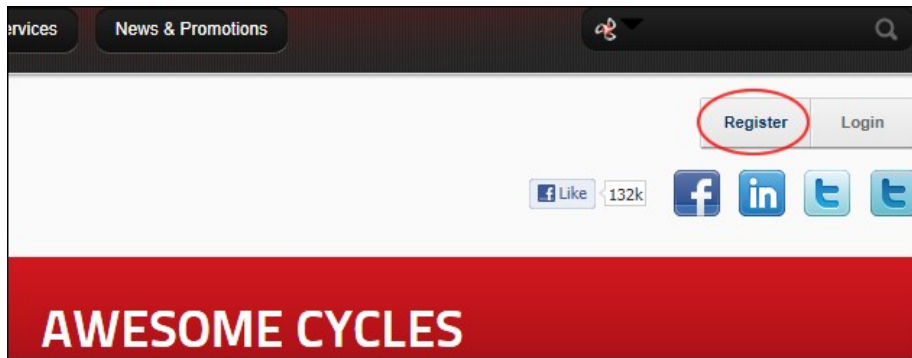 ervices News & Promotions
Register Login
Like 132k
AWESOME CYCLES